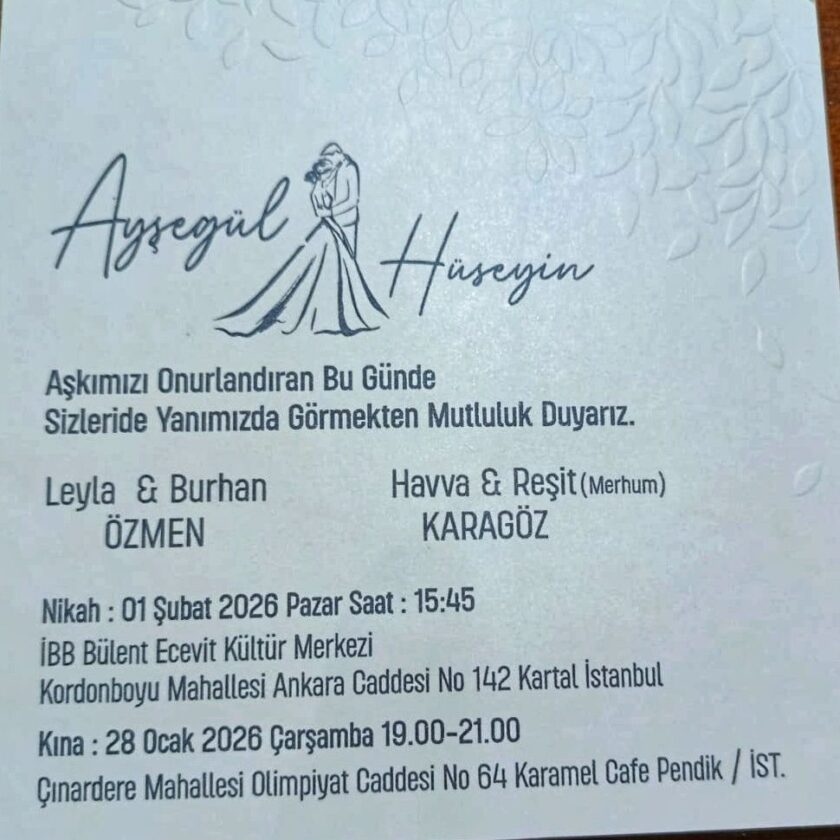 Ayşegül
Hüseyin
Aşkımızı Onurlandıran Bu Günde
Sizleride Yanımızda Görmekten Mutluluk Duyarız.
Leyla & Burhan
ÖZMEN
Havva & Reşit (Merhum)
KARAGÖZ
Nikah : 01 Şubat 2026 Pazar Saat : 15:45
İBB Bülent Ecevit Kültür Merkezi
Kordonboyu Mahallesi Ankara Caddesi No 142 Kartal İstanbul
Kına : 28 Ocak 2026 Çarşamba 19.00-21.00
Çınardere Mahallesi Olimpiyat Caddesi No 64 Karamel Cafe Pendik / İST.